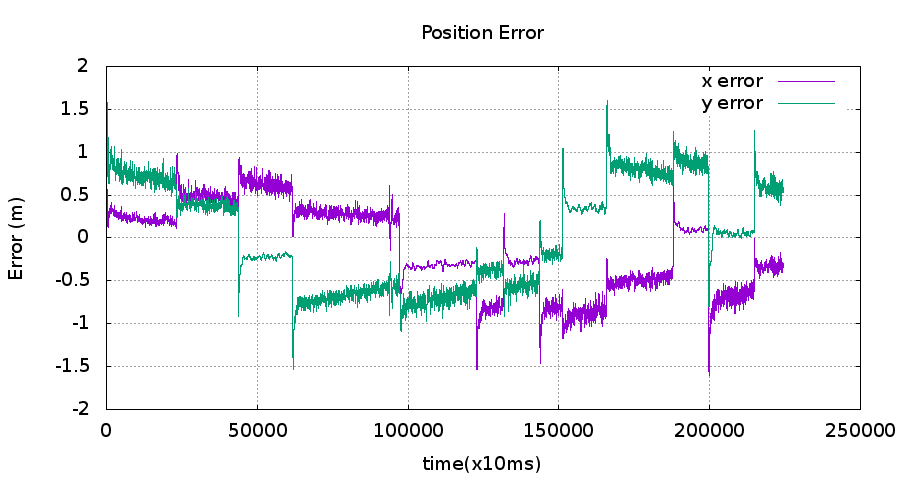 Position Error
x error
y error
2
1.5
1
0.5
0
-0.5
-1
-1.5
-2
Error (m)
0 50000 100000 150000 200000 250000
time(x10ms)